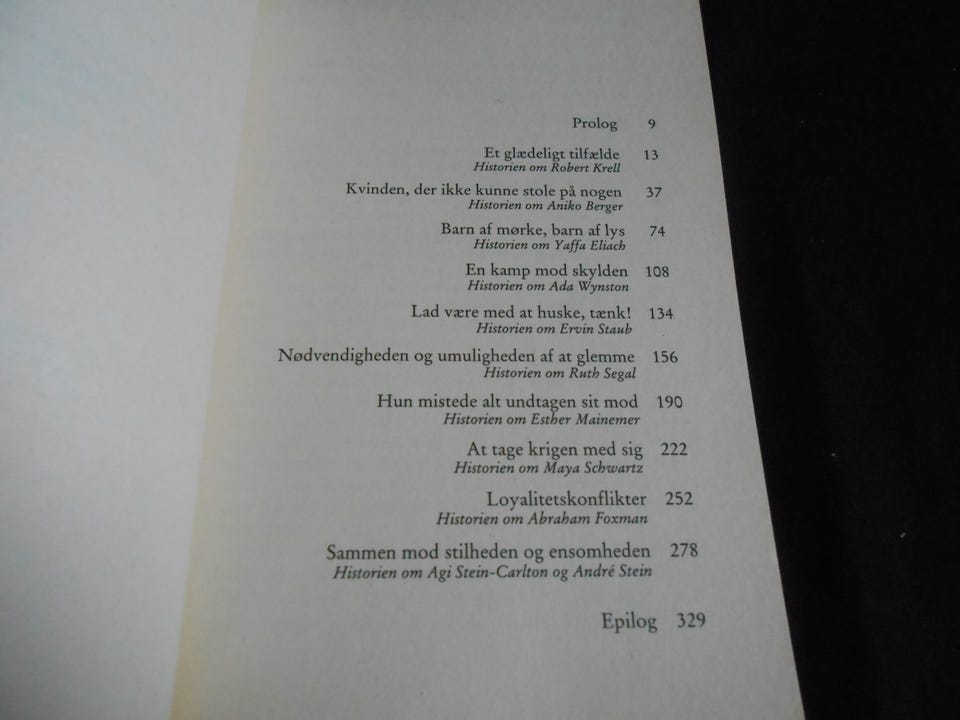 Prolog 9
Et glædeligt tilfælde 13
Historien om Robert Krell
Kvinden, der ikke kunne stole på nogen 37
Historien om Aniko Berger
Barn af mørke, barn af lys 74
Historien om Yaffa Eliach
En kamp mod skylden 108
Historien om Ada Wynston
Lad være med at huske, tænk! 134
Historien om Ervin Staub
Nødvendigheden og umuligheden af at glemme 156
Historien om Ruth Segal
Hun mistede alt undtagen sit mod 190
Historien om Esther Mainemer
At tage krigen med sig 222
Historien om Maya Schwartz
Loyalitetskonflikter 252
Historien om Abraham Foxman
Sammen mod stilheden og ensomheden 278
Historien om Agi Stein-Carlton og André Stein
Epilog 329